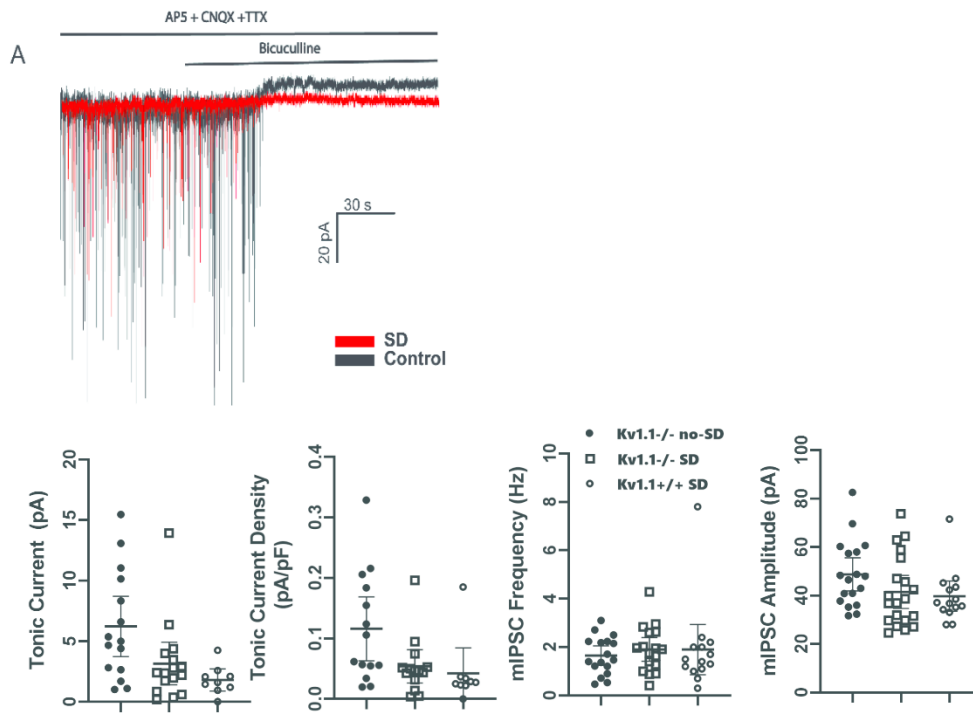 AP5 + CNQX +TTX
A
Bicuculline
30 s
20 pA
SD
Control
Tonic Current (pA)
20
15
10
5
0
Tonic Current Density
(pA/pF)
0.4
0.3
0.2
0.1
0.0
mIPSC Frequency (Hz)
10
8
6
4
2
0
Kv1.1-/- no-SD
Kv1.1-/- SD
Kv1.1+/+ SD
mIPSC Amplitude (pA)
100
80
60
40
20
0